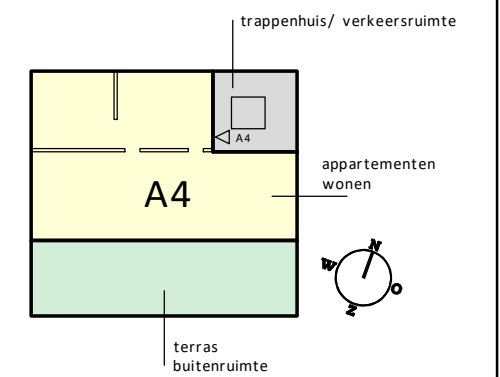 trappenhuis/ verkeersruimte
A4
appartementen
wonen
A4
N
W
O
Z
terras
buitenruimte